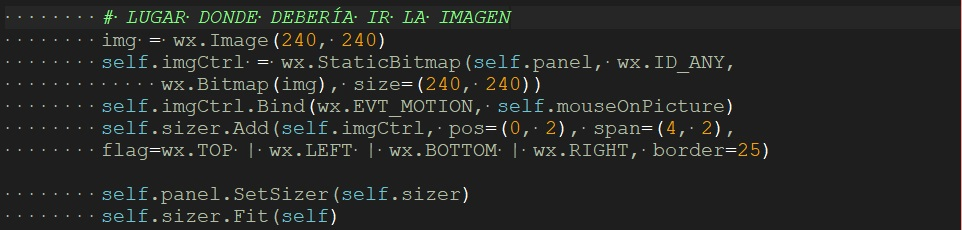 # LUGAR DONDE DEBERÍA IR LA IMAGEN
img = wx.Image(240, 240)
self.imgCtrl = wx.StaticBitmap(self.panel, wx.ID_ANY,
wx.Bitmap(img), size=(240, 240))
self.imgCtrl.Bind(wx.EVT_MOTION, self.mouseOnPicture)
self.sizer.Add(self.imgCtrl, pos=(0, 2), span=(4, 2),
flag=wx.TOP | wx.LEFT | wx.BOTTOM | wx.RIGHT, border=25)
self.panel.SetSizer(self.sizer)
self.sizer.Fit(self)